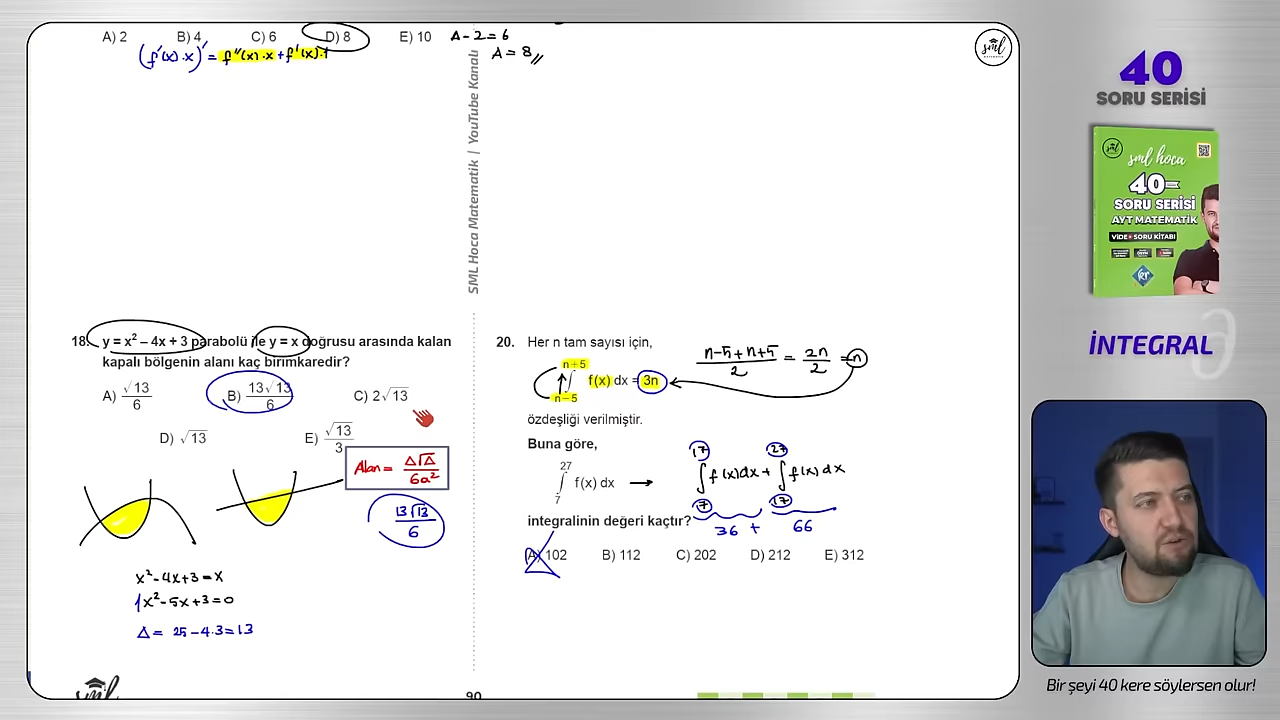 A) 2 B) 4 C) 6 D) 8 E) 10
A-2=6
A=8//
(f'(x).x)' = f''(x).x+f'(x).1
SML Hoca Matematik | YouTube Kanalı
18. y = x² – 4x + 3 parabolü ile y = x doğrusu arasında kalan
kapalı bölgenin alanı kaç birimkaredir?
A) √13/6 B) 13√13/6 C) 2√13
D) √13 E) √13/3
Alan = Δ√Δ/6a²
13√13/6
x²-4x+3=x
1x²-5x+3=0
Δ= 25-4.3=13
90
20. Her n tam sayısı için,
∫ n–5 n+5 f(x) dx = 3n
n-5+n+5/2 = 2n/2 = n
özdeşliği verilmiştir.
Buna göre,
∫ 7 27 f(x) dx → ∫ 7 17 f(x)dx + ∫ 17 27 f(x)dx
integralinin değeri kaçtır?
36 + 66
A) 102 B) 112 C) 202 D) 212 E) 312
sml
sml
40
SORU SERİSİ
sml hoca
40
SORU SERİSİ
AYT MATEMATİK
VİDEO SORU KİTABI
kr
İNTEGRAL
Bir şeyi 40 kere söylersen olur!